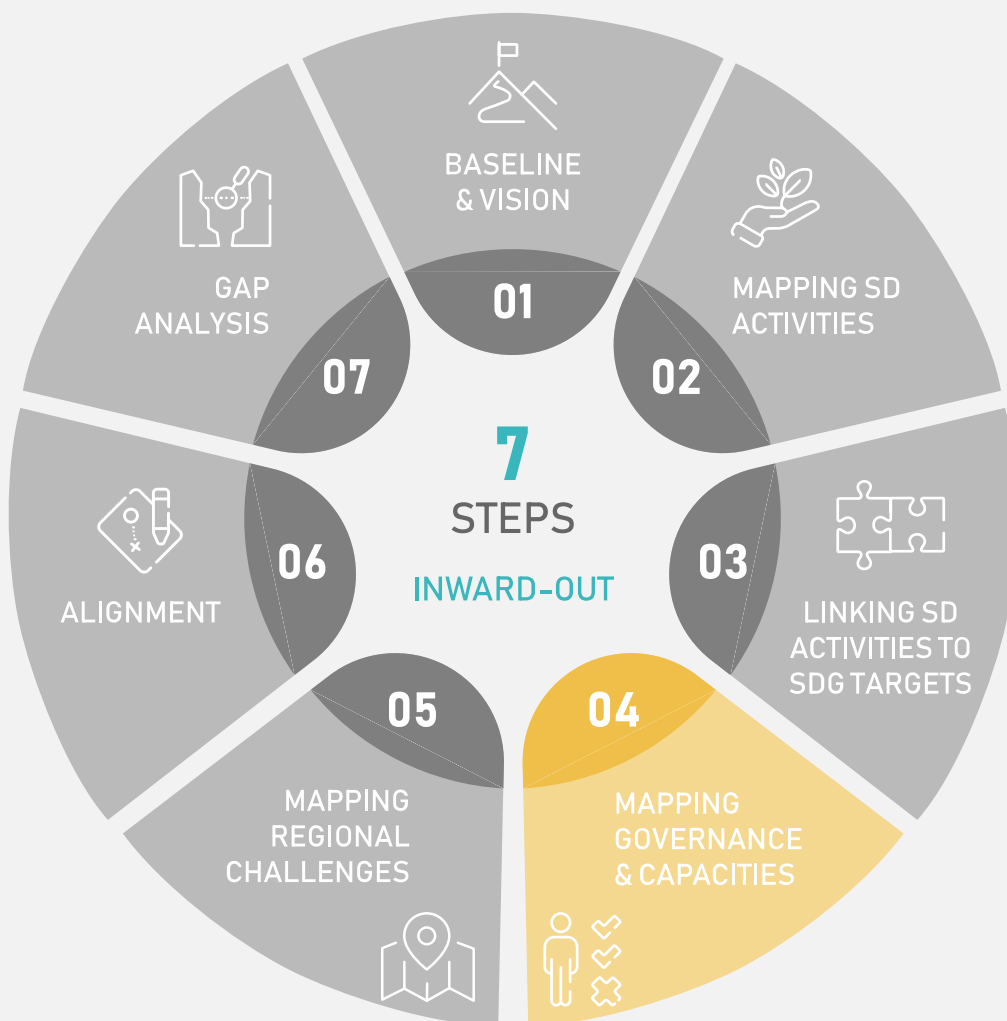 7
STEPS
INWARD-OUT
01
BASELINE
& VISION
02
MAPPING SD
ACTIVITIES
03
LINKING SD
ACTIVITIES TO
SDG TARGETS
04
MAPPING
GOVERNANCE
& CAPACITIES
05
MAPPING
REGIONAL
CHALLENGES
06
ALIGNMENT
07
GAP
ANALYSIS